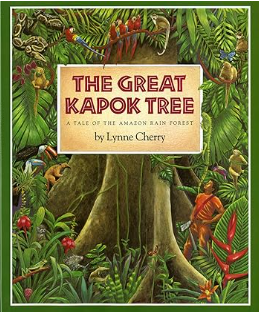 THE GREAT
KAPOK TREE
A TALE OF THE AMAZON RAIN FOREST
by Lynne Cherry